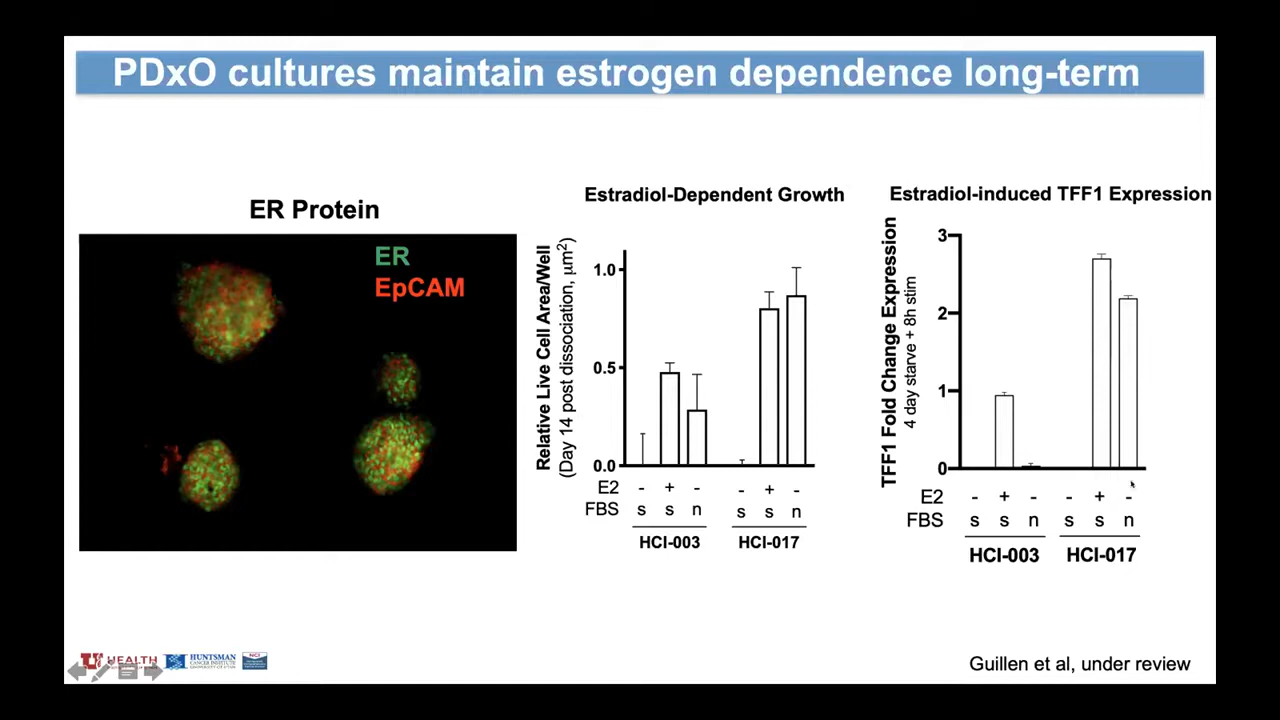 PDxO cultures maintain estrogen dependence long-term
ER Protein
ER
EpCAM
Estradiol-Dependent Growth
Relative Live Cell Area/Well
(Day 14 post dissociation, μm²)
1.0
0.5
0.0
E2 - + - - + -
FBS s s n s s n
HCI-003 HCI-017
Estradiol-induced TFF1 Expression
TFF1 Fold Change Expression
4 day starve + 8h stim
3
2
1
0
E2 - + - - + -
FBS s s n s s n
HCI-003 HCI-017
HEALTH
HUNTSMAN
CANCER INSTITUTE
NCI
Guillen et al, under review